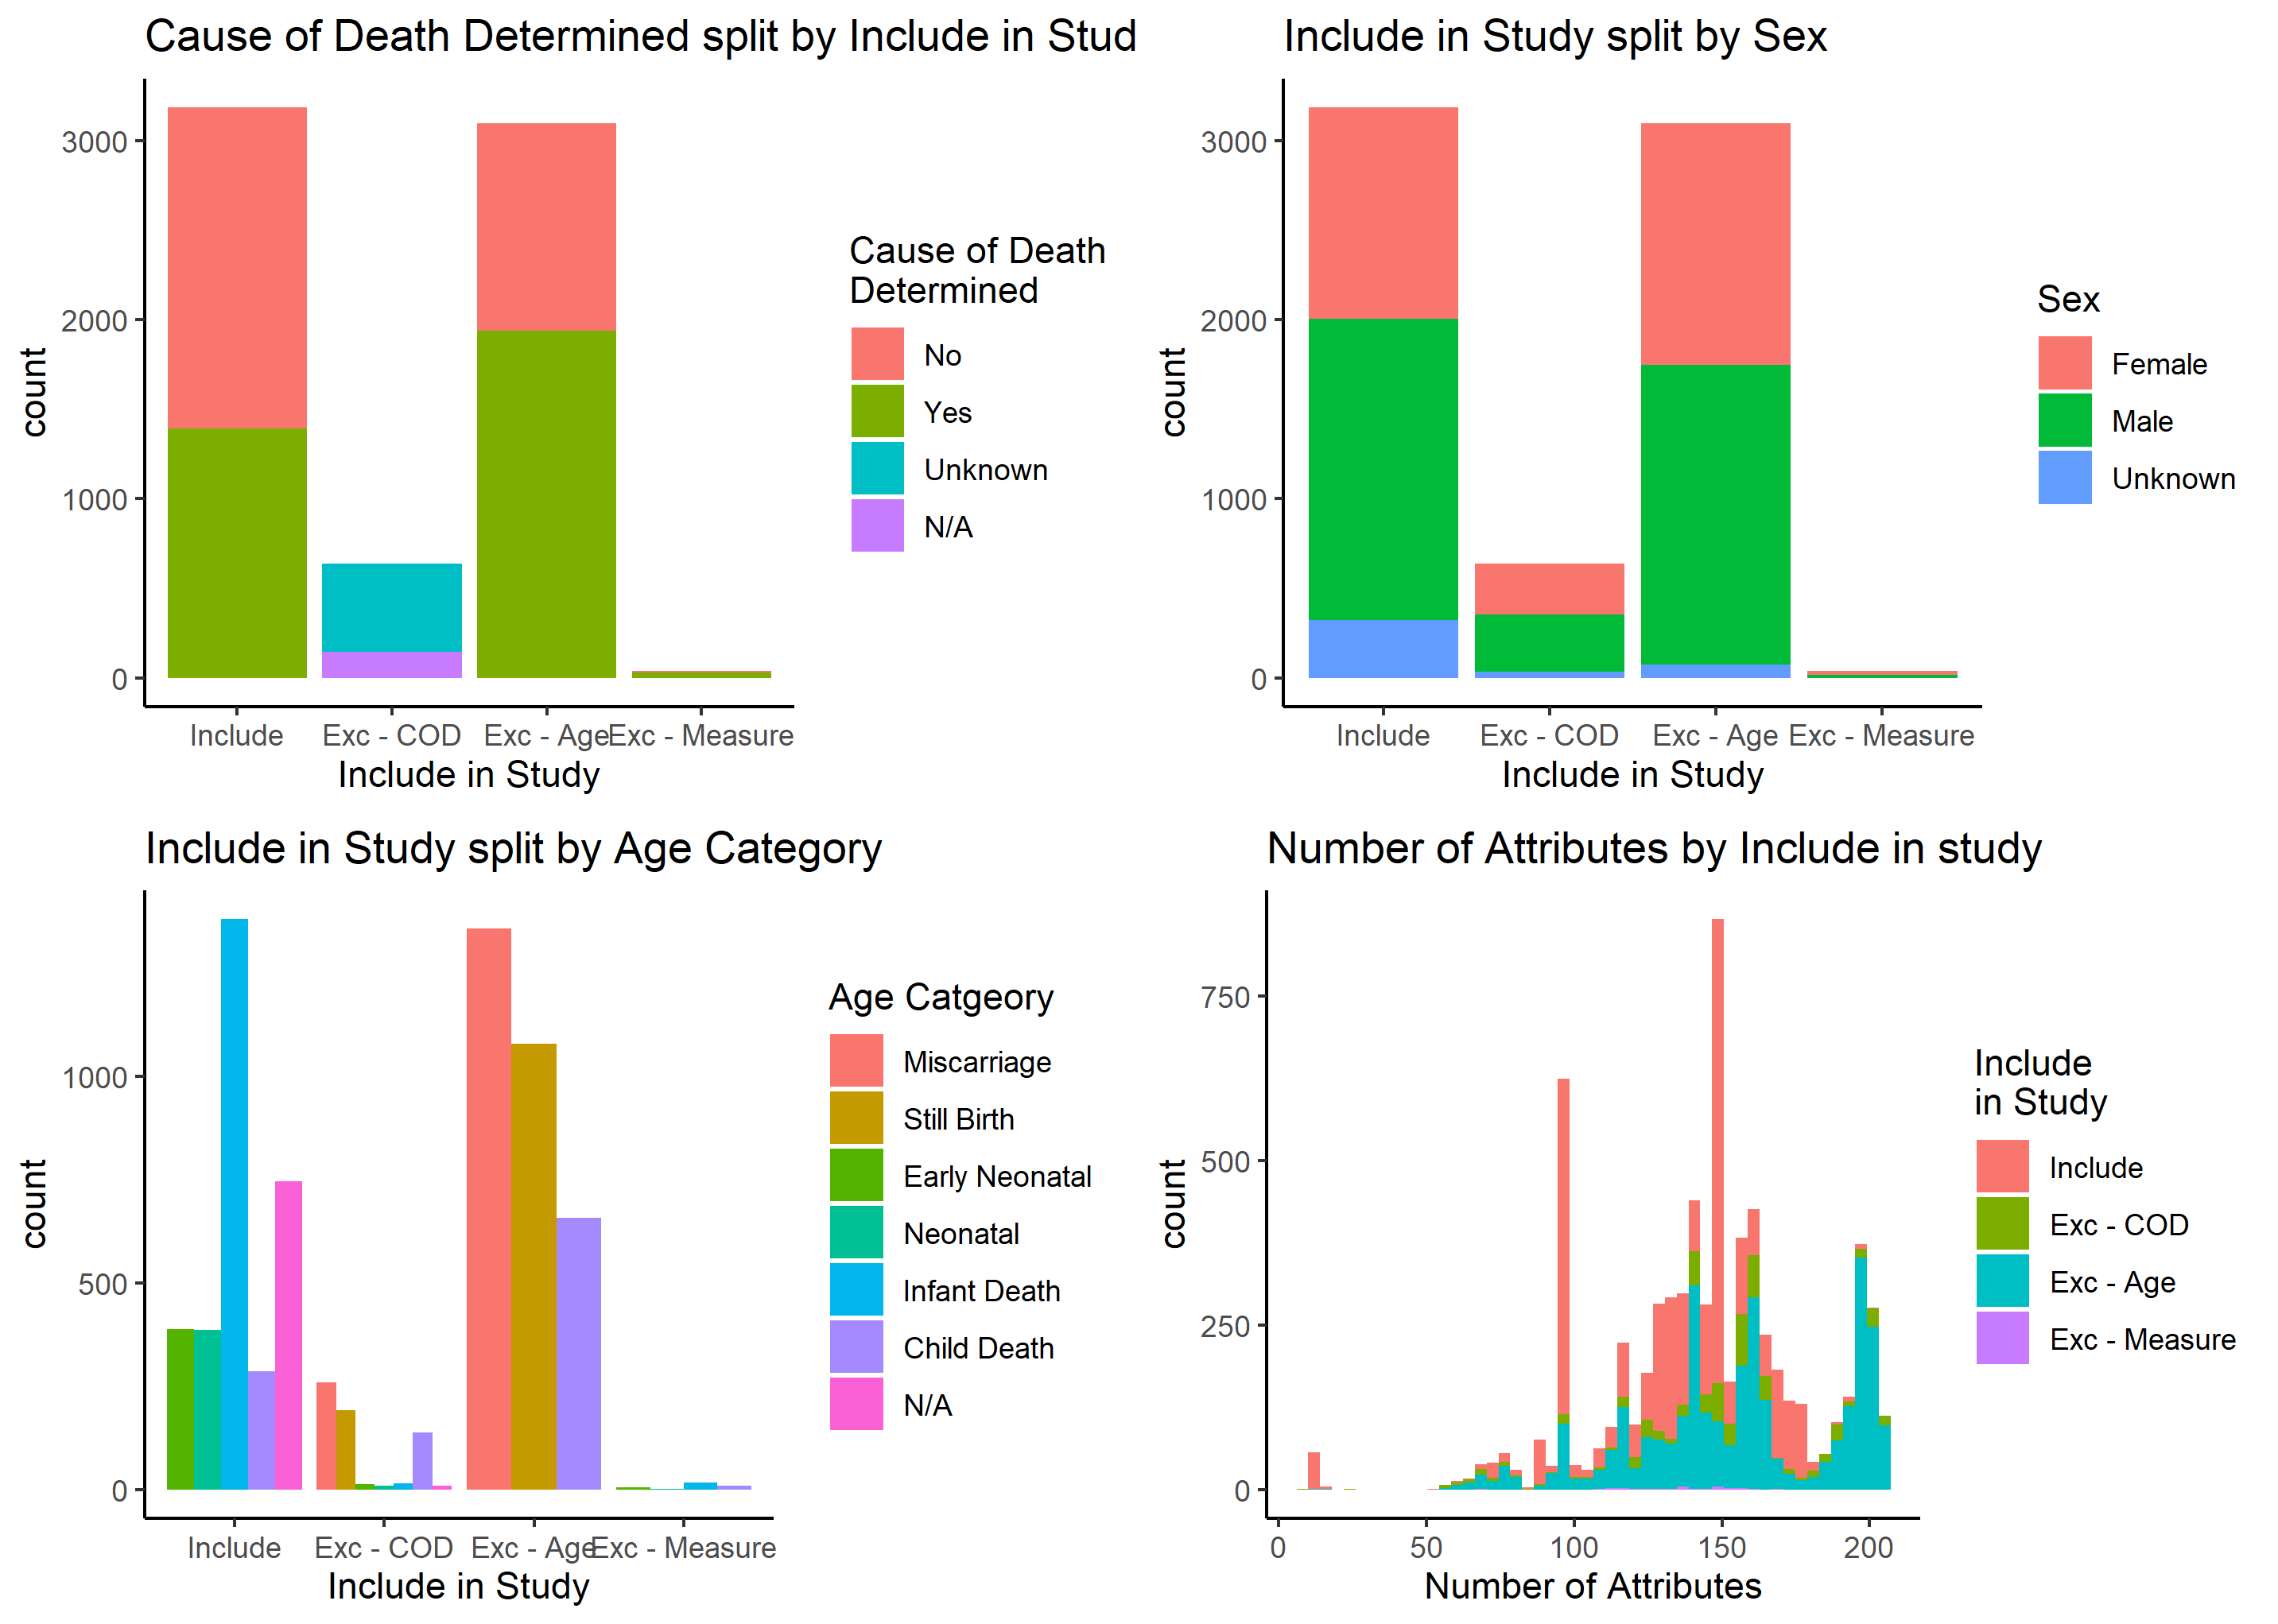 Cause of Death Determined split by Include in Stud
count
3000
2000
1000
0
Include
Exc - COD
Exc - Age
Exc - Measure
Include in Study
Cause of Death
Determined
No
Yes
Unknown
N/A
Include in Study split by Sex
count
3000
2000
1000
0
Include
Exc - COD
Exc - Age
Exc - Measure
Include in Study
Sex
Female
Male
Unknown
Include in Study split by Age Category
count
1000
500
0
Include
Exc - COD
Exc - Age
Exc - Measure
Include in Study
Age Catgeory
Miscarriage
Still Birth
Early Neonatal
Neonatal
Infant Death
Child Death
N/A
Number of Attributes by Include in study
count
750
500
250
0
0
50
100
150
200
Number of Attributes
Include
in Study
Include
Exc - COD
Exc - Age
Exc - Measure